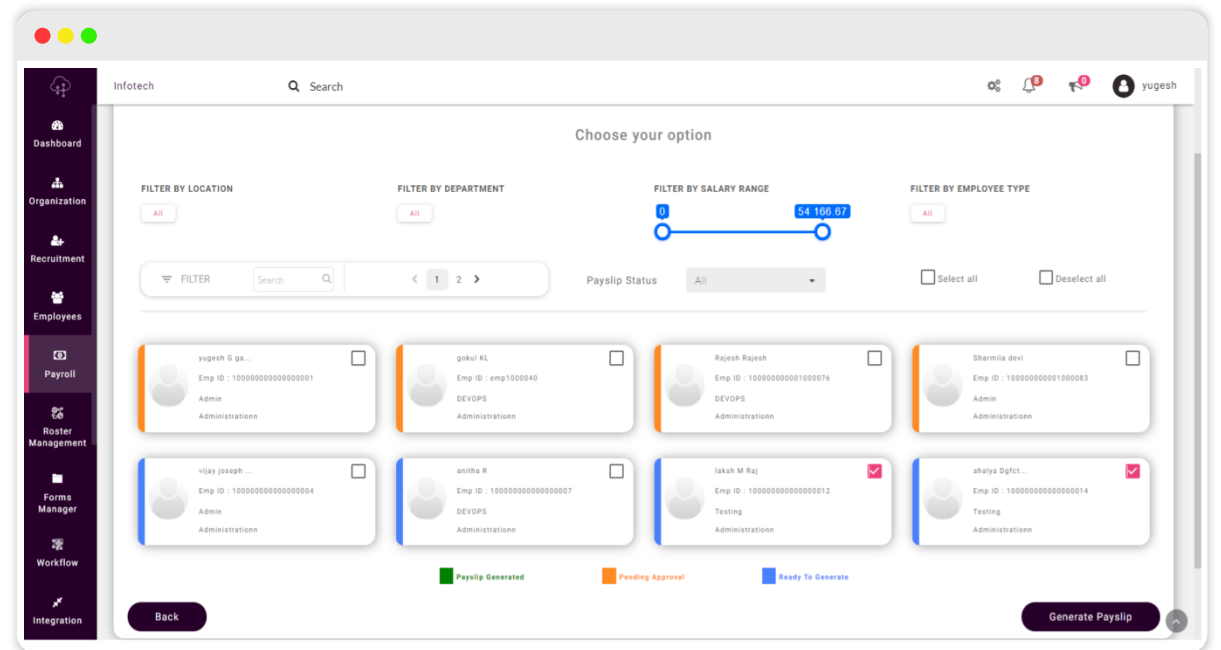 Infotech
Search
8
0
yugesh
Dashboard
Organization
Recruitment
Employees
Payroll
Roster
Management
Forms
Manager
Workflow
Integration
Choose your option
FILTER BY LOCATION
All
FILTER BY DEPARTMENT
All
FILTER BY SALARY RANGE
0
54 166.67
FILTER BY EMPLOYEE TYPE
All
FILTER
Search
1 2
Payslip Status
All
Select all
Deselect all
yugesh G ga...
Emp ID : 100000000000000001
Admin
Administrationn
gokul KL
Emp ID : emp1000040
DEVOPS
Administrationn
Rajesh Rajesh
Emp ID : 100000000001000076
DEVOPS
Administrationn
Sharmila devi
Emp ID : 100000000001000083
Admin
Administrationn
vijay joseph ...
Emp ID : 100000000000000004
Admin
Administrationn
anitha R
Emp ID : 100000000000000007
DEVOPS
Administrationn
laksh M Raj
Emp ID : 100000000000000012
Testing
Administrationn
ahalya Dgfct...
Emp ID : 100000000000000014
Testing
Administrationn
Payslip Generated
Pending Approval
Ready To Generate
Back
Generate Payslip